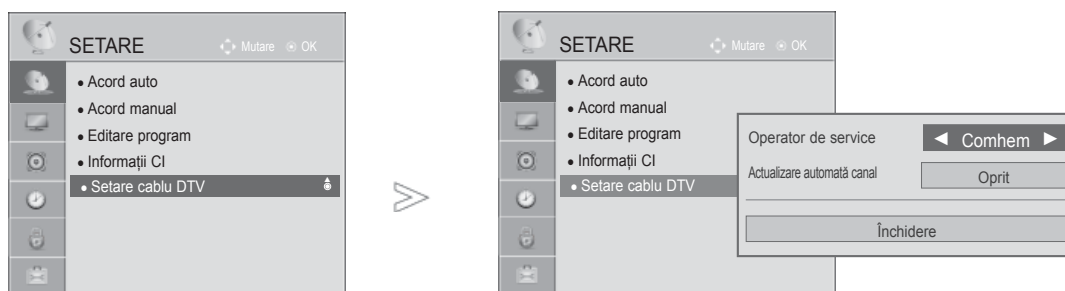 SETARE Mutare OK
• Acord auto
• Acord manual
• Editare program
• Informații CI
• Setare cablu DTV
SETARE Mutare OK
• Acord auto
• Acord manual
• Editare program
• Informații CI
• Setare cablu DTV
Operator de service ◄ Comhem ►
Actualizare automată canal Oprit
Închidere